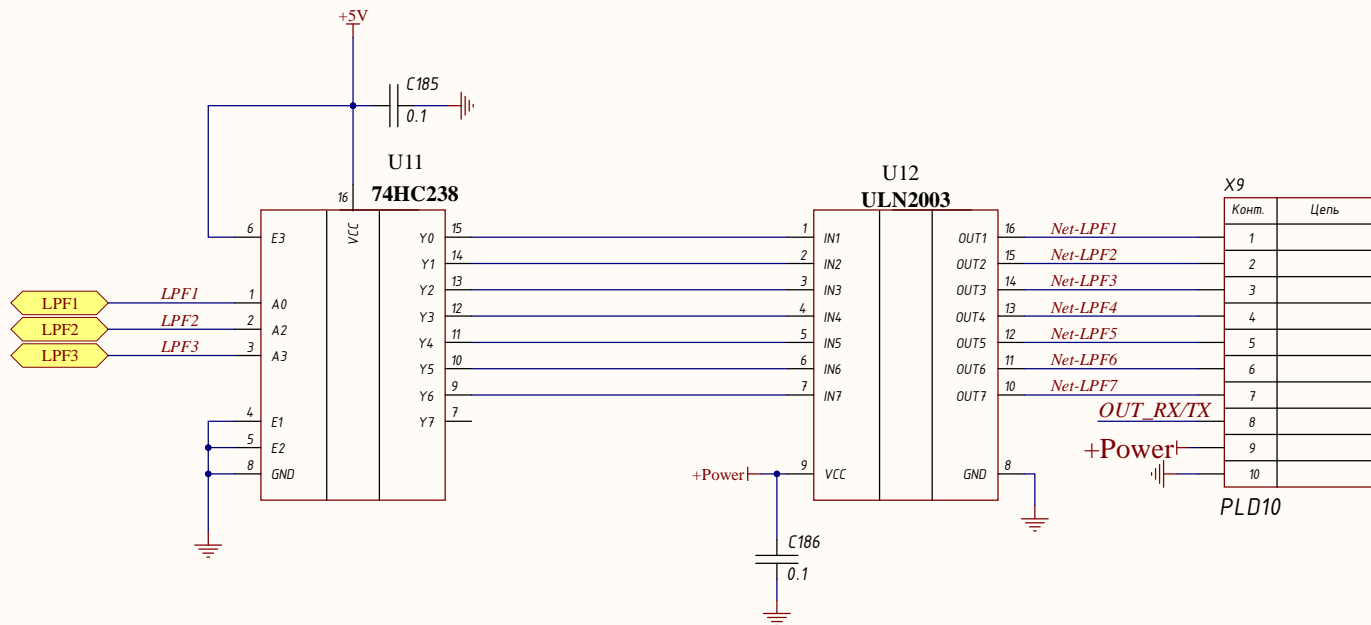 +5V
C185
0.1
U11
74HC238
16
VCC
6 E3
Y0 15
Y1 14
LPF1 LPF1 1 A0
Y2 13
LPF2 LPF2 2 A2
Y3 12
LPF3 LPF3 3 A3
Y4 11
Y5 10
Y6 9
4 E1
Y7 7
5 E2
8 GND
U12
ULN2003
1 IN1 OUT1 16 Net-LPF1
2 IN2 OUT2 15 Net-LPF2
3 IN3 OUT3 14 Net-LPF3
4 IN4 OUT4 13 Net-LPF4
5 IN5 OUT5 12 Net-LPF5
6 IN6 OUT6 11 Net-LPF6
7 IN7 OUT7 10 Net-LPF7
+Power 9 VCC GND 8
C186
0.1
X9
Конт. Цепь
1
2
3
4
5
6
7
OUT_RX/TX 8
+Power 9
10
PLD10